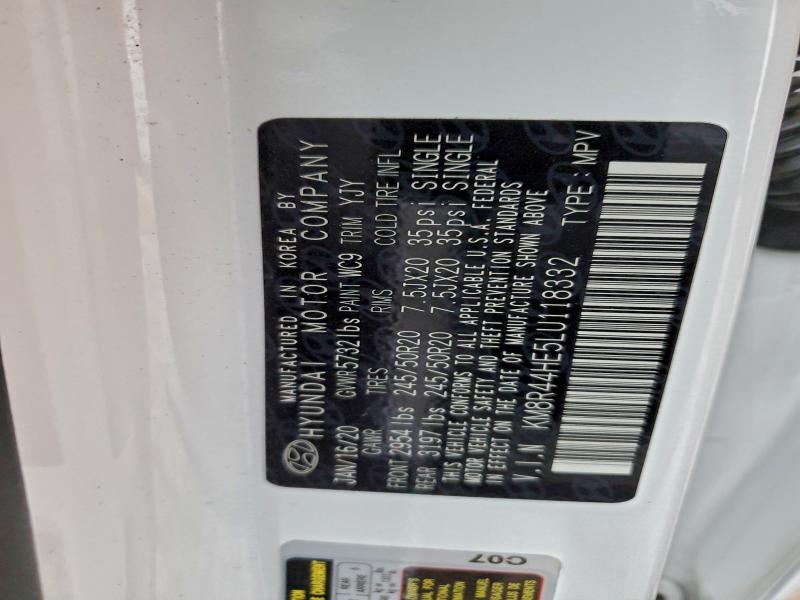 MANUFACTURED IN KOREA BY
HYUNDAI MOTOR COMPANY
JAN/16/20 GVWR 5732lbs PAINT WC9 TRIM YJY
GAWR TIRES RIMS COLD TIRE INFL
FRONT 2954 lbs 245/50R20 7.5JX20 35psi SINGLE
REAR 3197 lbs 245/50R20 7.5JX20 35psi SINGLE
THIS VEHICLE CONFORMS TO ALL APPLICABLE U.S.A. FEDERAL
MOTOR VEHICLE SAFETY AND THEFT PREVENTION STANDARDS
IN EFFECT ON THE DATE OF MANUFACTURE SHOWN ABOVE
V.I.N KM8R44HE5LU118332 TYPE : MPV
C07
REAR
ARRIERE